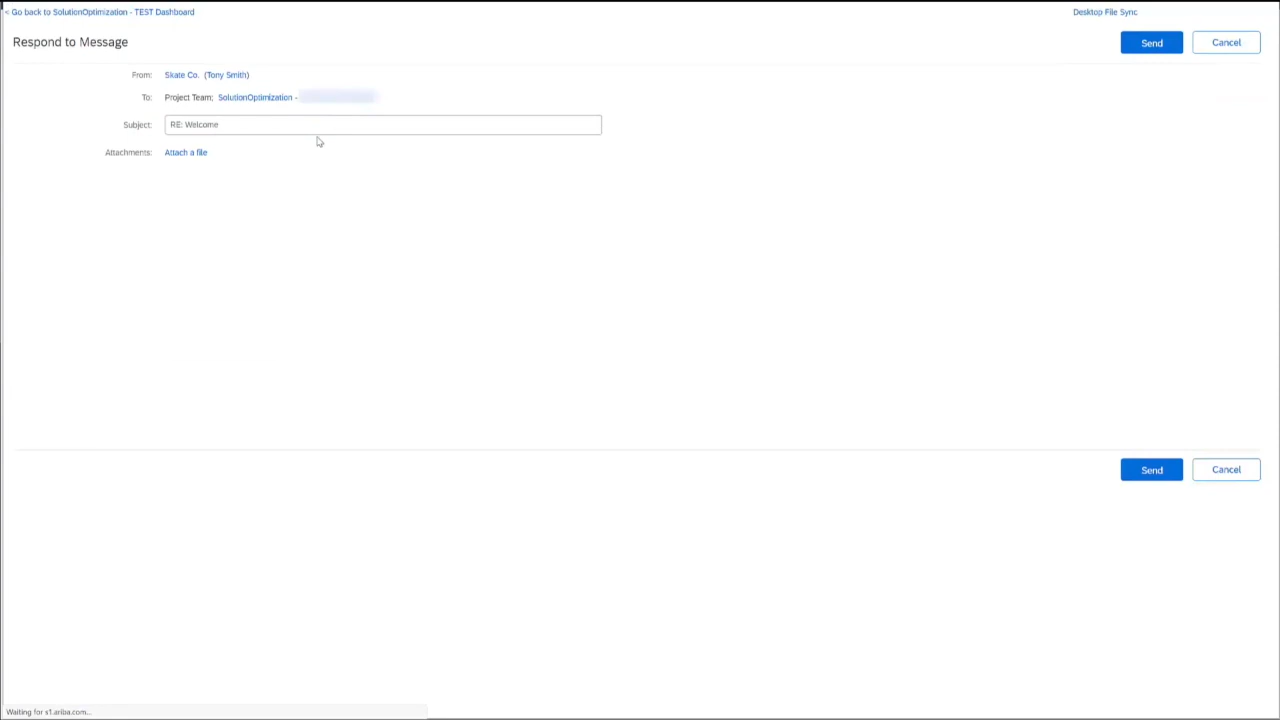 < Go back to SolutionOptimization - TEST Dashboard
Desktop File Sync
Respond to Message
Send
Cancel
From: Skate Co. (Tony Smith)
To: Project Team; SolutionOptimization -
Subject: RE: Welcome
Attachments: Attach a file
Send
Cancel
Waiting for s1.ariba.com...